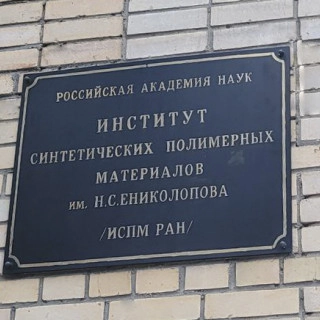 РОССИЙСКАЯ АКАДЕМИЯ НАУК
ИНСТИТУТ
СИНТЕТИЧЕСКИХ ПОЛИМЕРНЫХ
МАТЕРИАЛОВ
ИМ. Н.С.ЕНИКОЛОПОВА
/ИСПМ РАН/